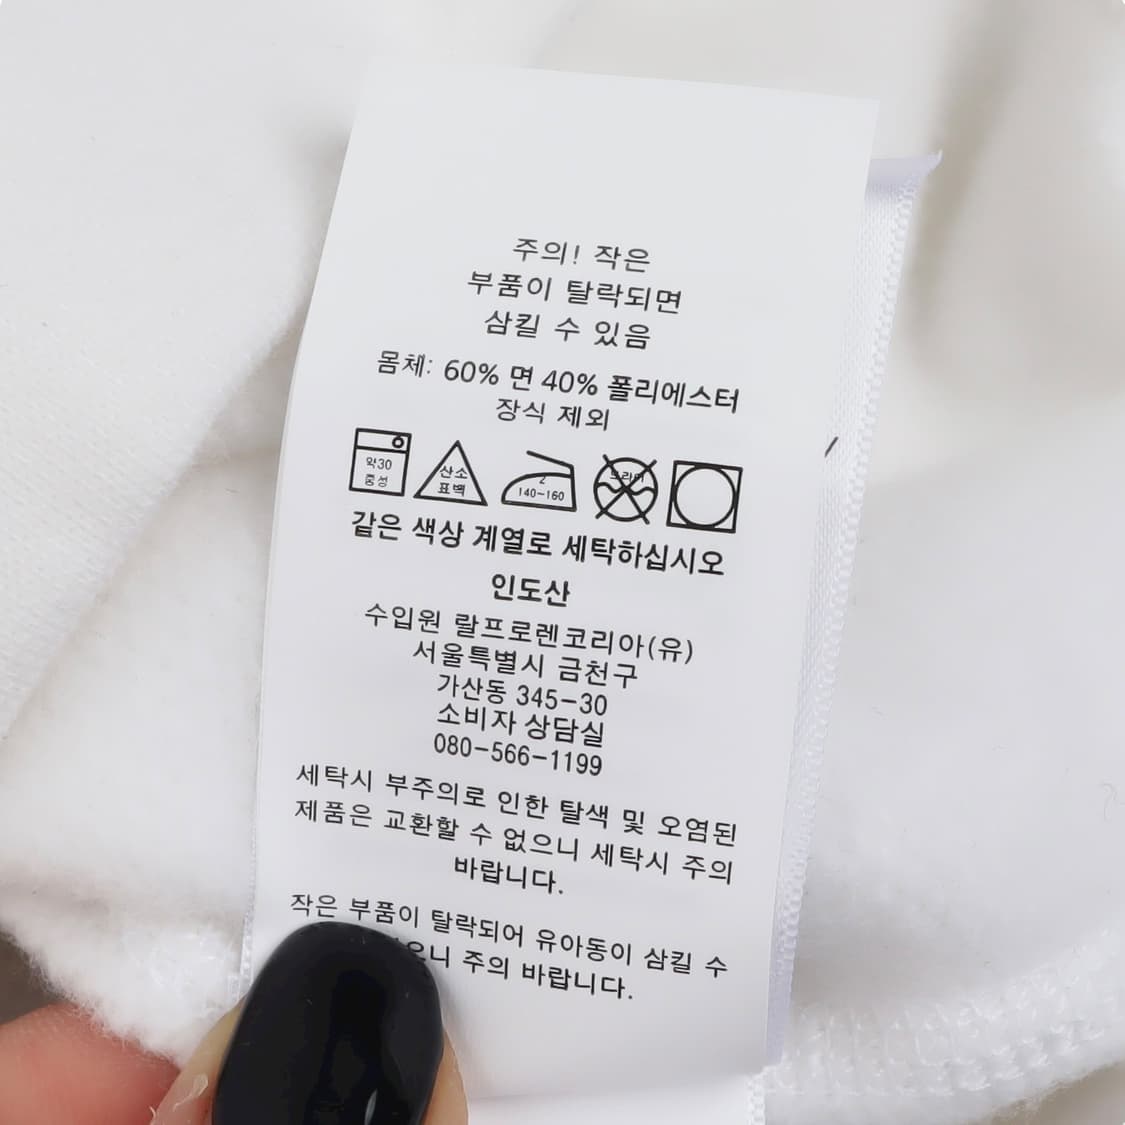 주의! 작은
부품이 탈락되면
삼킬 수 있음
몸체: 60% 면 40% 폴리에스터
장식 제외
약30
중성
산소
표백
2
140-160
드라이
같은 색상 계열로 세탁하십시오
인도산
수입원 랄프로렌코리아(유)
서울특별시 금천구
가산동 345-30
소비자 상담실
080-566-1199
세탁시 부주의로 인한 탈색 및 오염된
제품은 교환할 수 없으니 세탁시 주의
바랍니다.
작은 부품이 탈락되어 유아동이 삼킬 수
주의 바랍니다.